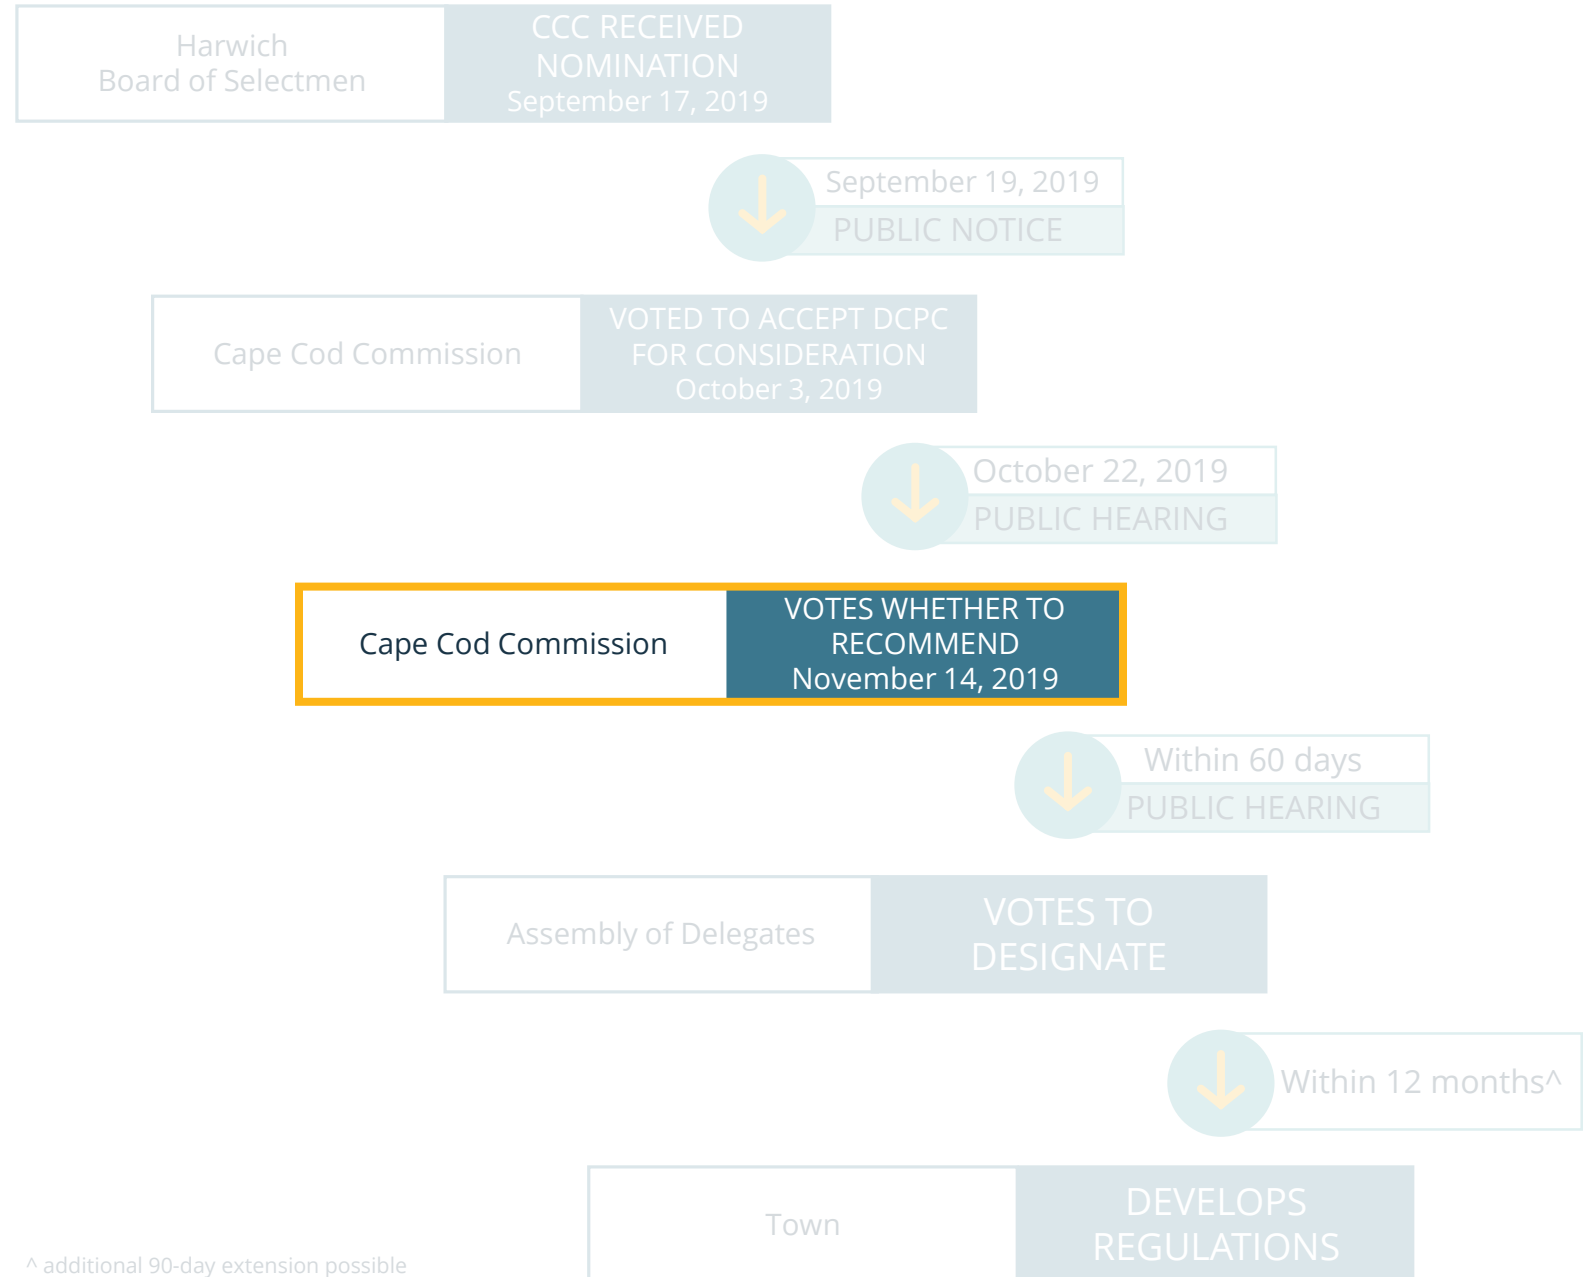 Harwich
Board of Selectmen
CCC RECEIVED
NOMINATION
September 17, 2019
September 19, 2019
PUBLIC NOTICE
Cape Cod Commission
VOTED TO ACCEPT DCPC
FOR CONSIDERATION
October 3, 2019
October 22, 2019
PUBLIC HEARING
Cape Cod Commission
VOTES WHETHER TO
RECOMMEND
November 14, 2019
Within 60 days
PUBLIC HEARING
Assembly of Delegates
VOTES TO
DESIGNATE
Within 12 months^
Town
DEVELOPS
REGULATIONS
^ additional 90-day extension possible